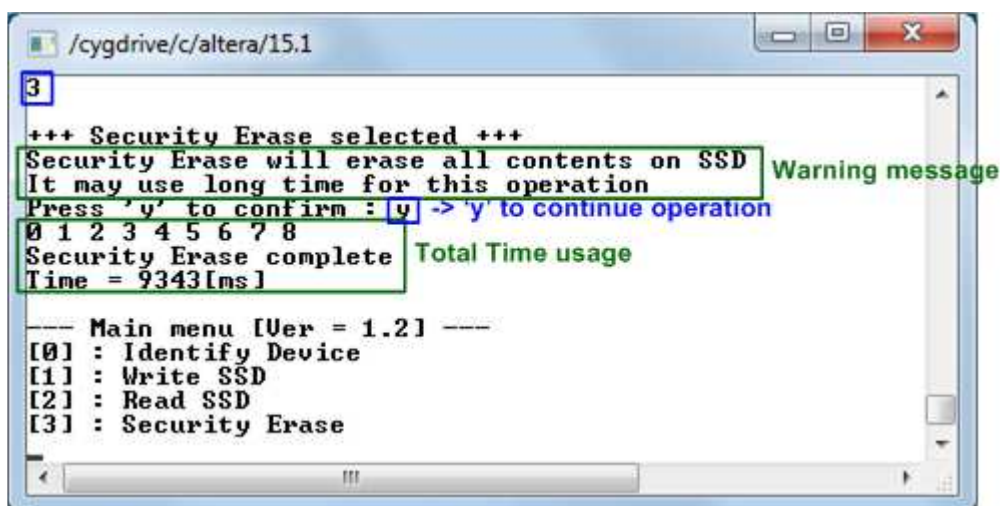 /cygdrive/c/altera/15.1
3
+++ Security Erase selected +++
Security Erase will erase all contents on SSD
It may use long time for this operation
Warning message
Press 'y' to confirm : y -> 'y' to continue operation
0 1 2 3 4 5 6 7 8
Security Erase complete
Total Time usage
Time = 9343[ms]
--- Main menu [Ver = 1.2] ---
[0] : Identify Device
[1] : Write SSD
[2] : Read SSD
[3] : Security Erase